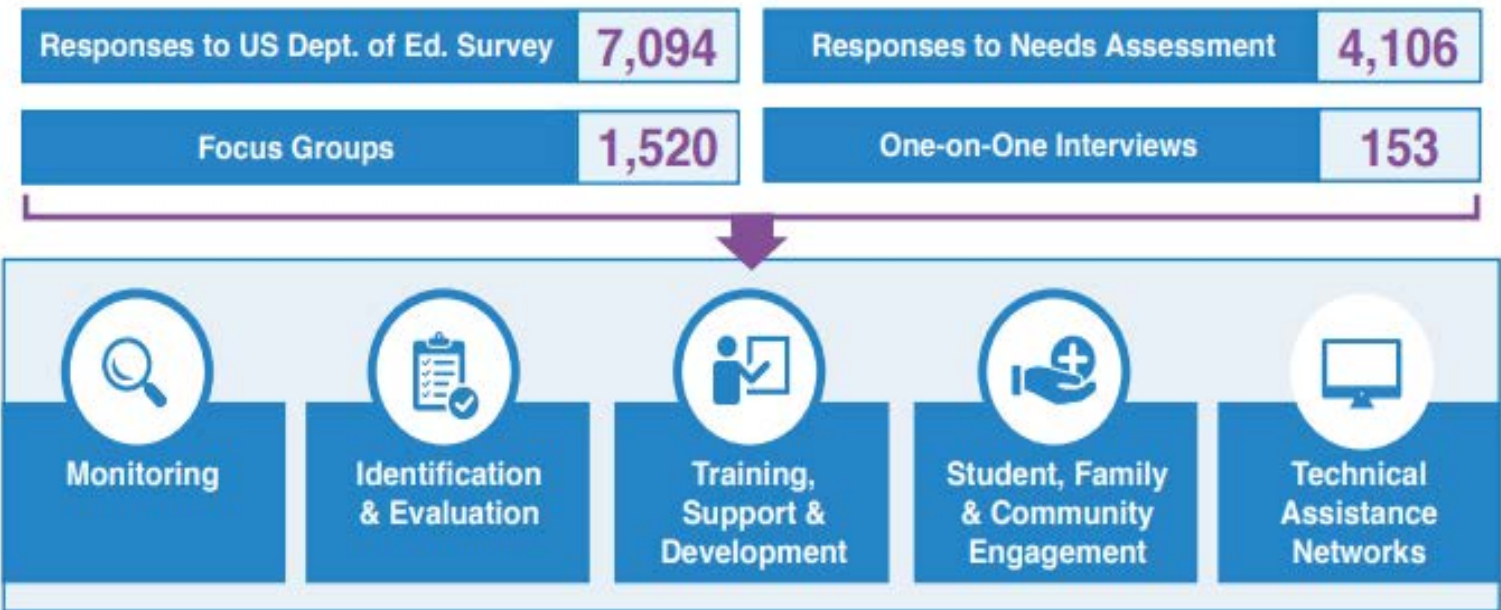 Responses to US Dept. of Ed. Survey 7,094
Responses to Needs Assessment 4,106
Focus Groups 1,520
One-on-One Interviews 153
Monitoring
Identification
& Evaluation
Training,
Support &
Development
Student, Family
& Community
Engagement
Technical
Assistance
Networks